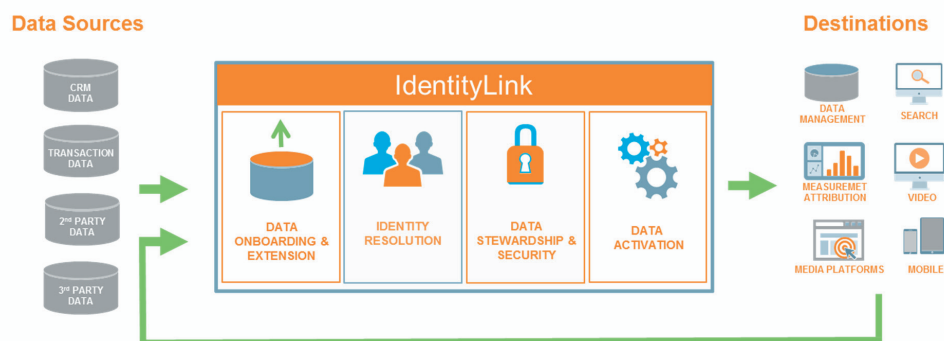 Data Sources
CRM
DATA
TRANSACTION
DATA
2nd PARTY
DATA
3rd PARTY
DATA
IdentityLink
DATA
ONBOARDING &
EXTENSION
IDENTITY
RESOLUTION
DATA
STEWARDSHIP &
SECURITY
DATA
ACTIVATION
Destinations
DATA
MANAGEMENT
SEARCH
MEASUREMET
ATTRIBUTION
VIDEO
MEDIA PLATFORMS
MOBILE